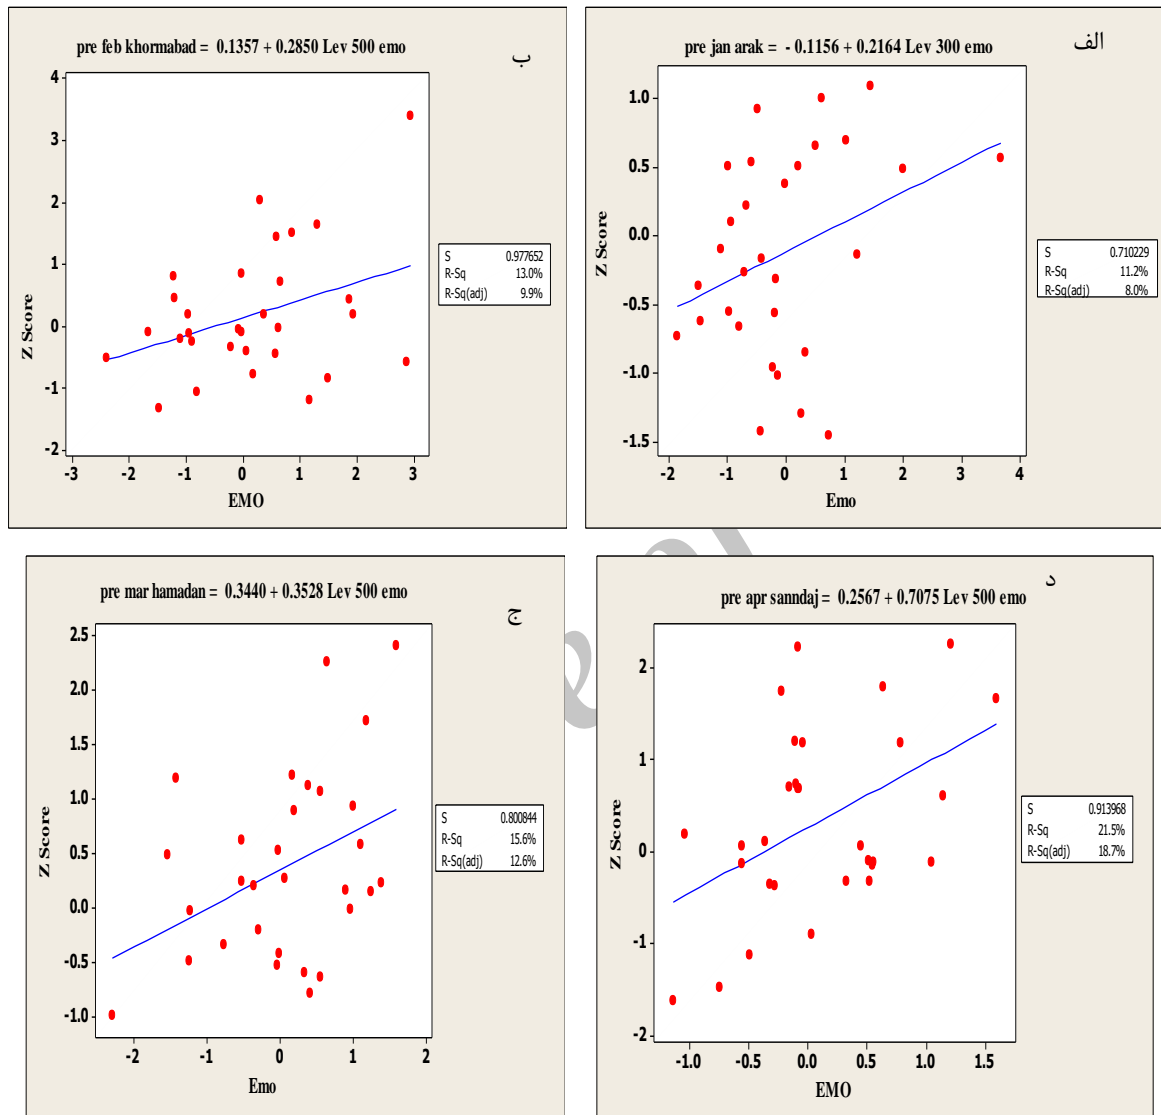 pre feb khormabad = 0.1357 + 0.2850 Lev 500 emo
ب
Z Score
4
3
2
1
0
-1
-2
-3 -2 -1 0 1 2 3
EMO
S 0.977652
R-Sq 13.0%
R-Sq(adj) 9.9%
pre jan arak = - 0.1156 + 0.2164 Lev 300 emo
الف
Z Score
1.0
0.5
0.0
-0.5
-1.0
-1.5
-2 -1 0 1 2 3 4
Emo
S 0.710229
R-Sq 11.2%
R-Sq(adj) 8.0%
pre mar hamadan = 0.3440 + 0.3528 Lev 500 emo
ج
Z Score
2.5
2.0
1.5
1.0
0.5
0.0
-0.5
-1.0
-2 -1 0 1 2
Emo
S 0.800844
R-Sq 15.6%
R-Sq(adj) 12.6%
pre apr sanndaj = 0.2567 + 0.7075 Lev 500 emo
د
Z Score
2
1
0
-1
-2
-1.0 -0.5 0.0 0.5 1.0 1.5
EMO
S 0.913968
R-Sq 21.5%
R-Sq(adj) 18.7%